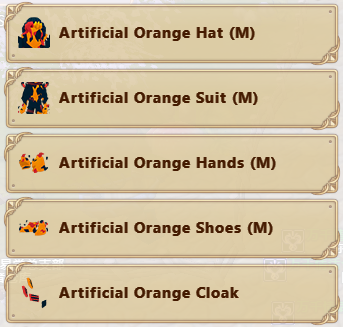 Artificial Orange Hat (M)
Artificial Orange Suit (M)
Artificial Orange Hands (M)
Artificial Orange Shoes (M)
Artificial Orange Cloak